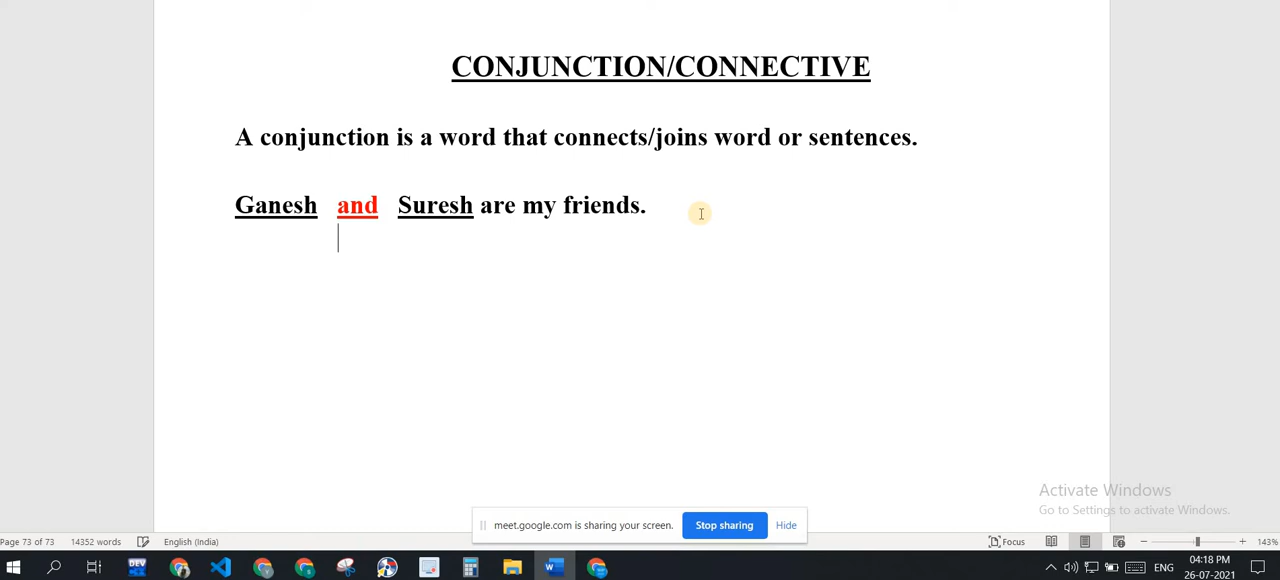 CONJUNCTION/CONNECTIVE
A conjunction is a word that connects/joins word or sentences.
Ganesh and Suresh are my friends.
Activate Windows
Go to Settings to activate Windows.
meet.google.com is sharing your screen. Stop sharing Hide
Page 73 of 73 14352 words English (India) Focus 143%
DEV W ENG 04:18 PM
26-07-2021